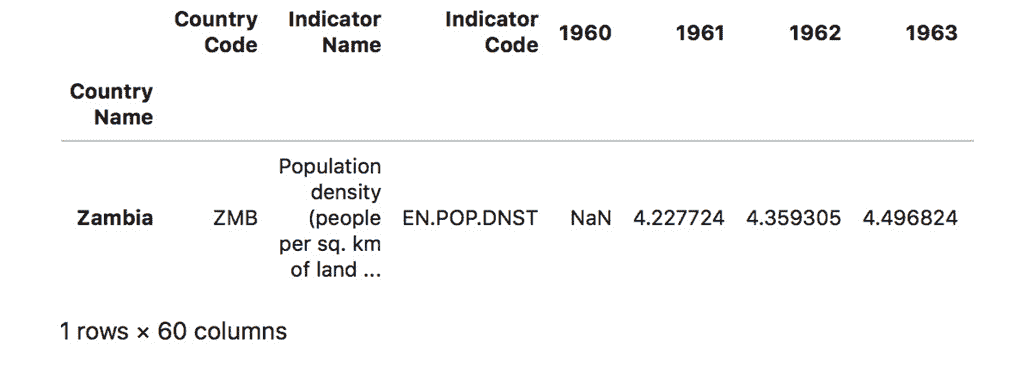 Country Code Indicator Name Indicator Code 1960 1961 1962 1963
Country Name
Zambia ZMB Population density (people per sq. km of land ... EN.POP.DNST NaN 4.227724 4.359305 4.496824
1 rows × 60 columns